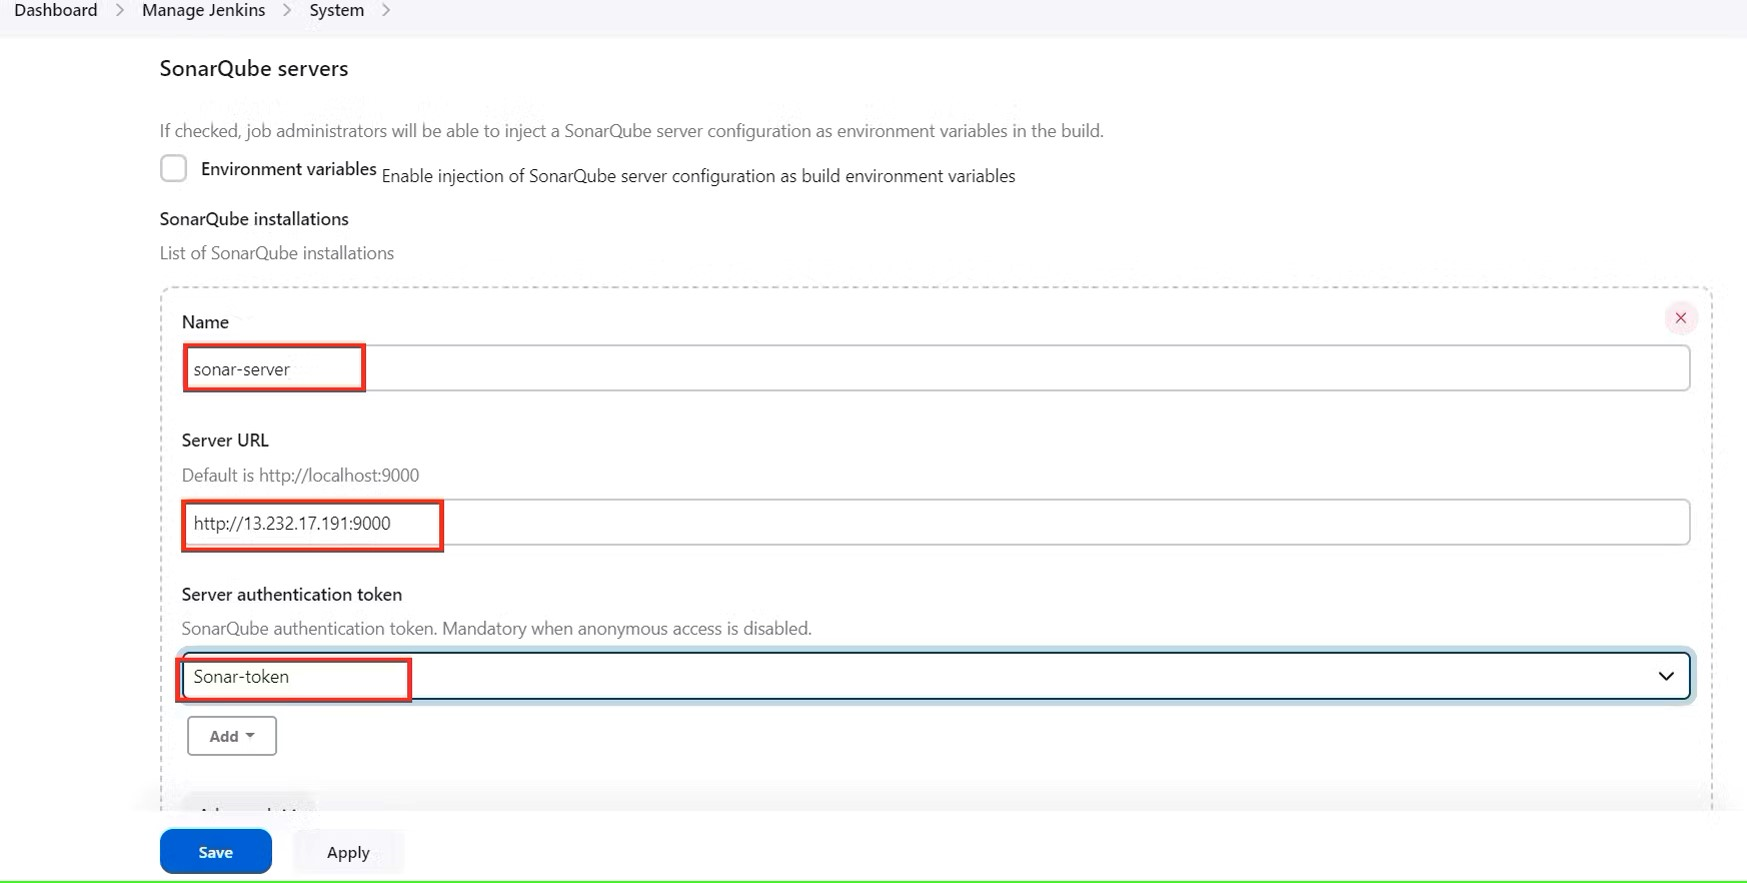 Dashboard > Manage Jenkins > System >
SonarQube servers
If checked, job administrators will be able to inject a SonarQube server configuration as environment variables in the build.
Environment variables Enable injection of SonarQube server configuration as build environment variables
SonarQube installations
List of SonarQube installations
Name
sonar-server
Server URL
Default is http://localhost:9000
http://13.232.17.191:9000
Server authentication token
SonarQube authentication token. Mandatory when anonymous access is disabled.
Sonar-token
Add
Save Apply